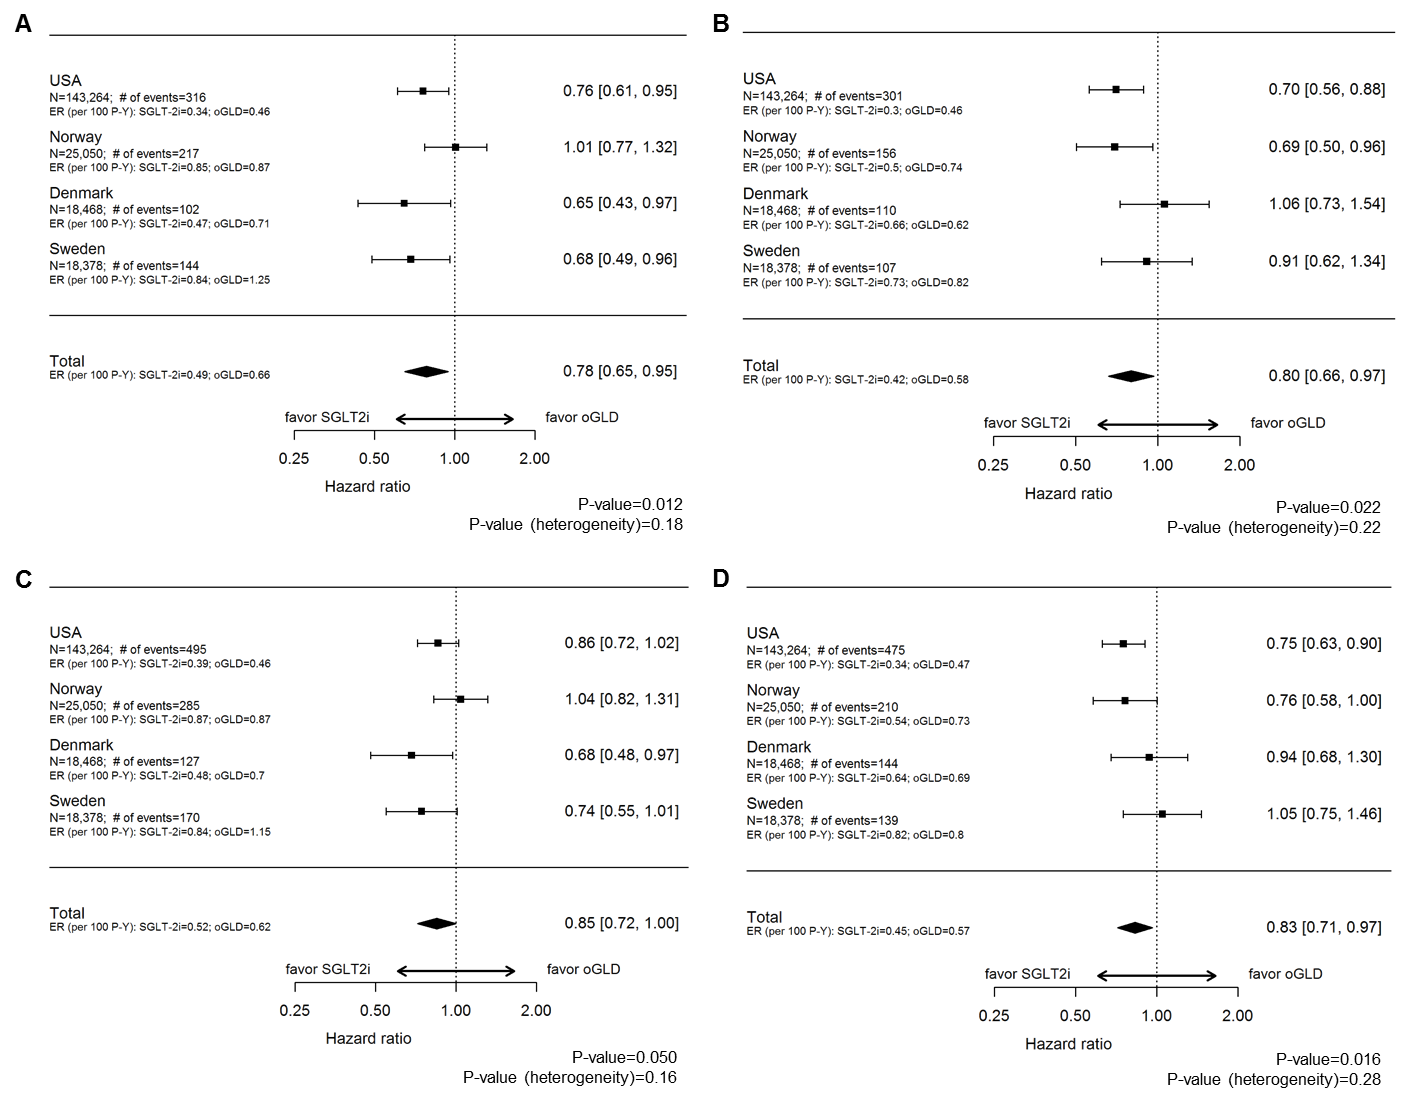 A
USA
N=143,264; # of events=316
ER (per 100 P-Y): SGLT-2i=0.34; oGLD=0.46
0.76 [0.61, 0.95]
Norway
N=25,050; # of events=217
ER (per 100 P-Y): SGLT-2i=0.85; oGLD=0.87
1.01 [0.77, 1.32]
Denmark
N=18,468; # of events=102
ER (per 100 P-Y): SGLT-2i=0.47; oGLD=0.71
0.65 [0.43, 0.97]
Sweden
N=18,378; # of events=144
ER (per 100 P-Y): SGLT-2i=0.84; oGLD=1.25
0.68 [0.49, 0.96]
Total
ER (per 100 P-Y): SGLT-2i=0.49; oGLD=0.66
0.78 [0.65, 0.95]
favor SGLT2i favor oGLD
0.25 0.50 1.00 2.00
Hazard ratio
P-value=0.012
P-value (heterogeneity)=0.18
B
USA
N=143,264; # of events=301
ER (per 100 P-Y): SGLT-2i=0.3; oGLD=0.46
0.70 [0.56, 0.88]
Norway
N=25,050; # of events=156
ER (per 100 P-Y): SGLT-2i=0.5; oGLD=0.74
0.69 [0.50, 0.96]
Denmark
N=18,468; # of events=110
ER (per 100 P-Y): SGLT-2i=0.66; oGLD=0.62
1.06 [0.73, 1.54]
Sweden
N=18,378; # of events=107
ER (per 100 P-Y): SGLT-2i=0.73; oGLD=0.82
0.91 [0.62, 1.34]
Total
ER (per 100 P-Y): SGLT-2i=0.42; oGLD=0.58
0.80 [0.66, 0.97]
favor SGLT2i favor oGLD
0.25 0.50 1.00 2.00
Hazard ratio
P-value=0.022
P-value (heterogeneity)=0.22
C
USA
N=143,264; # of events=495
ER (per 100 P-Y): SGLT-2i=0.39; oGLD=0.46
0.86 [0.72, 1.02]
Norway
N=25,050; # of events=285
ER (per 100 P-Y): SGLT-2i=0.87; oGLD=0.87
1.04 [0.82, 1.31]
Denmark
N=18,468; # of events=127
ER (per 100 P-Y): SGLT-2i=0.48; oGLD=0.7
0.68 [0.48, 0.97]
Sweden
N=18,378; # of events=170
ER (per 100 P-Y): SGLT-2i=0.84; oGLD=1.15
0.74 [0.55, 1.01]
Total
ER (per 100 P-Y): SGLT-2i=0.52; oGLD=0.62
0.85 [0.72, 1.00]
favor SGLT2i favor oGLD
0.25 0.50 1.00 2.00
Hazard ratio
P-value=0.050
P-value (heterogeneity)=0.16
D
USA
N=143,264; # of events=475
ER (per 100 P-Y): SGLT-2i=0.34; oGLD=0.47
0.75 [0.63, 0.90]
Norway
N=25,050; # of events=210
ER (per 100 P-Y): SGLT-2i=0.54; oGLD=0.73
0.76 [0.58, 1.00]
Denmark
N=18,468; # of events=144
ER (per 100 P-Y): SGLT-2i=0.64; oGLD=0.69
0.94 [0.68, 1.30]
Sweden
N=18,378; # of events=139
ER (per 100 P-Y): SGLT-2i=0.82; oGLD=0.8
1.05 [0.75, 1.46]
Total
ER (per 100 P-Y): SGLT-2i=0.45; oGLD=0.57
0.83 [0.71, 0.97]
favor SGLT2i favor oGLD
0.25 0.50 1.00 2.00
Hazard ratio
P-value=0.016
P-value (heterogeneity)=0.28